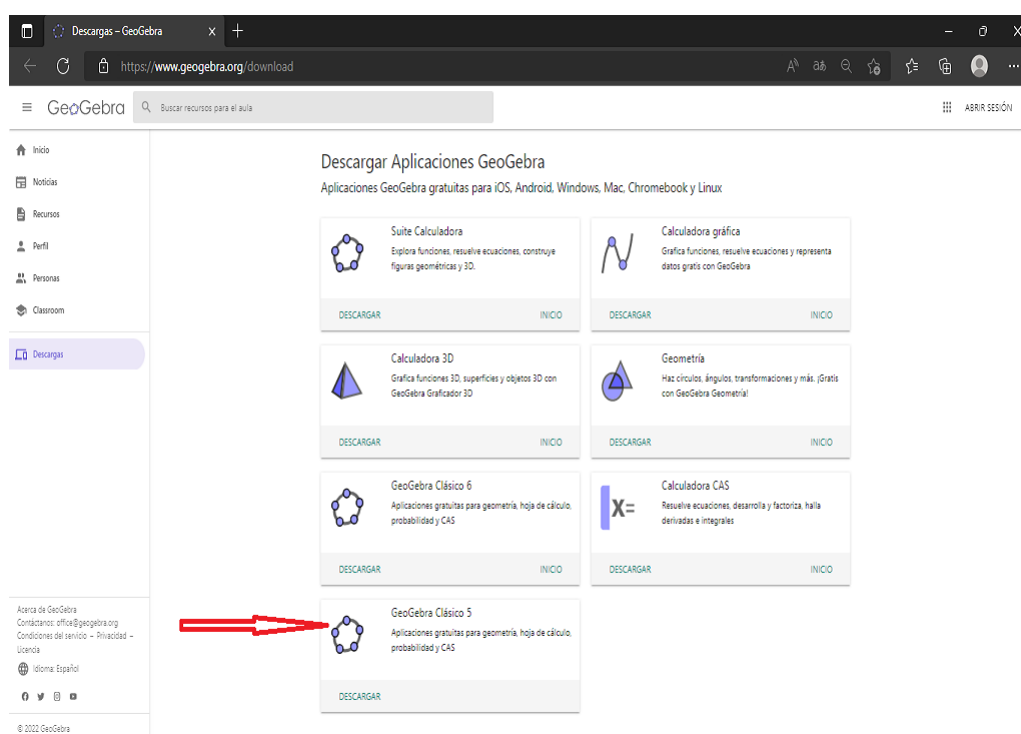 Descargas – GeoGebra
https://www.geogebra.org/download
GeoGebra
Buscar recursos para el aula
ABRIR SESIÓN
Inicio
Noticias
Recursos
Perfil
Personas
Classroom
Descargas
Descargar Aplicaciones GeoGebra
Aplicaciones GeoGebra gratuitas para iOS, Android, Windows, Mac, Chromebook y Linux
Suite Calculadora
Explora funciones, resuelve ecuaciones, construye
figuras geométricas y 3D.
DESCARGAR
INICIO
Calculadora gráfica
Grafica funciones, resuelve ecuaciones y representa
datos gratis con GeoGebra
DESCARGAR
INICIO
Calculadora 3D
Grafica funciones 3D, superficies y objetos 3D con
GeoGebra Graficador 3D
DESCARGAR
INICIO
Geometría
Haz círculos, ángulos, transformaciones y más. ¡Gratis
con GeoGebra Geometría!
DESCARGAR
INICIO
GeoGebra Clásico 6
Aplicaciones gratuitas para geometría, hoja de cálculo,
probabilidad y CAS
DESCARGAR
INICIO
X=
Calculadora CAS
Resuelve ecuaciones, desarrolla y factoriza, halla
derivadas e integrales
DESCARGAR
INICIO
GeoGebra Clásico 5
Aplicaciones gratuitas para geometría, hoja de cálculo,
probabilidad y CAS
DESCARGAR
Acerca de GeoGebra
Contáctanos: office@geogebra.org
Condiciones del servicio – Privacidad –
Licencia
Idioma: Español
© 2022 GeoGebra